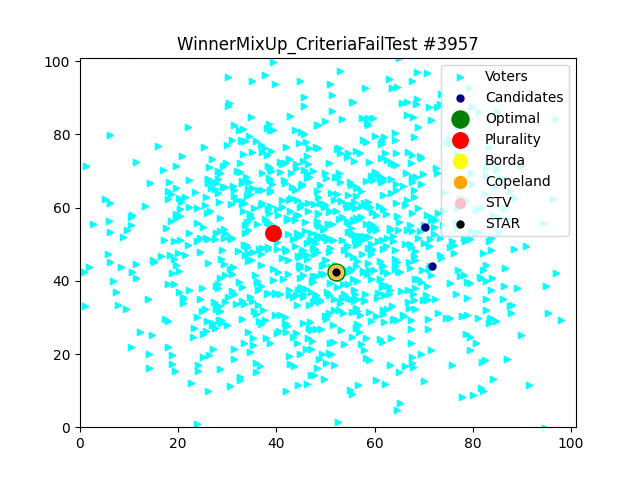 WinnerMixUp_CriteriaFailTest #3957
100
80
60
40
20
0
0
20
40
60
80
100
Voters
Candidates
Optimal
Plurality
Borda
Copeland
STV
STAR